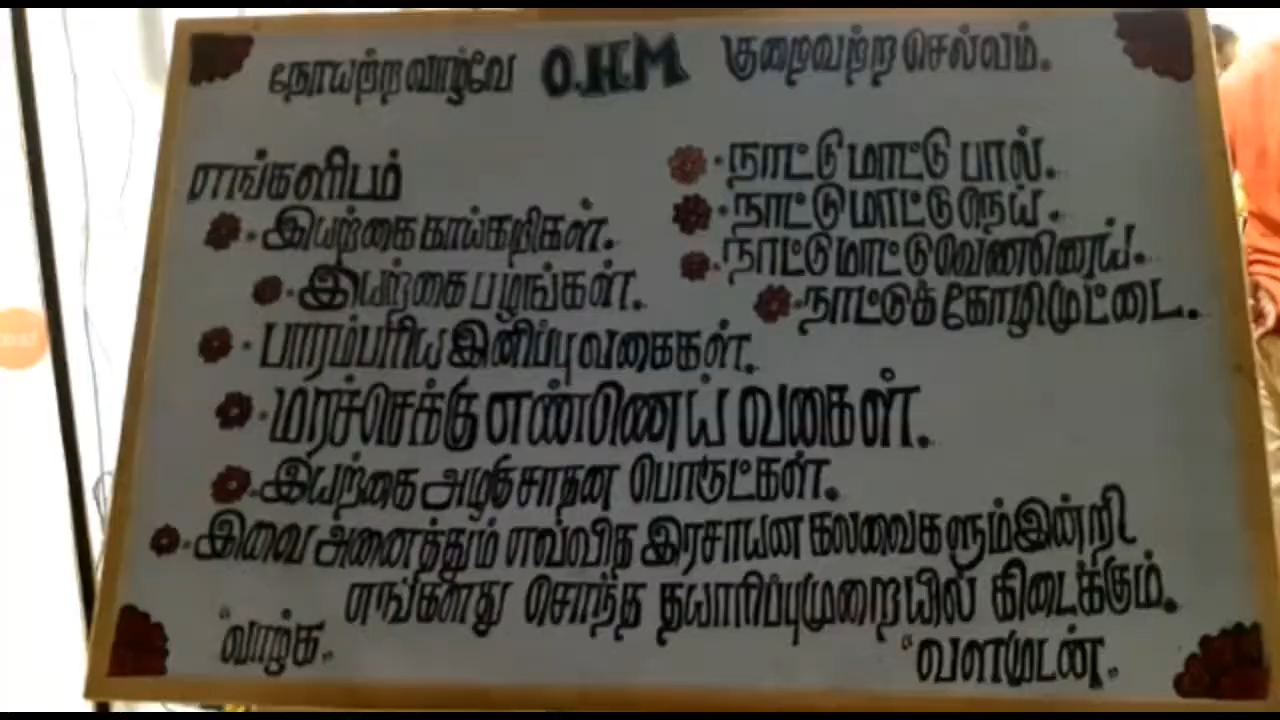 நோயற்ற வாழ்வே O.H.M குறைவற்ற செல்வம்.
எங்களிடம்
இயற்கை காய்கறிகள்.
இயற்கை பழங்கள்.
பாரம்பரிய இனிப்பு வகைகள்.
மரச்செக்கு எண்ணெய் வகைகள்.
இயற்கை அழகு சாதன பொருட்கள்.
நாட்டு மாட்டு பால்.
நாட்டு மாட்டு நெய்.
நாட்டு மாட்டு வெண்ணெய்.
நாட்டுக் கோழி முட்டை.
இவை அனைத்தும் எவ்வித இரசாயன கலவைகளும் இன்றி
எங்களது சொந்த தயாரிப்பு முறையில் கிடைக்கும்.
"வாழ்க" "வளமுடன்"